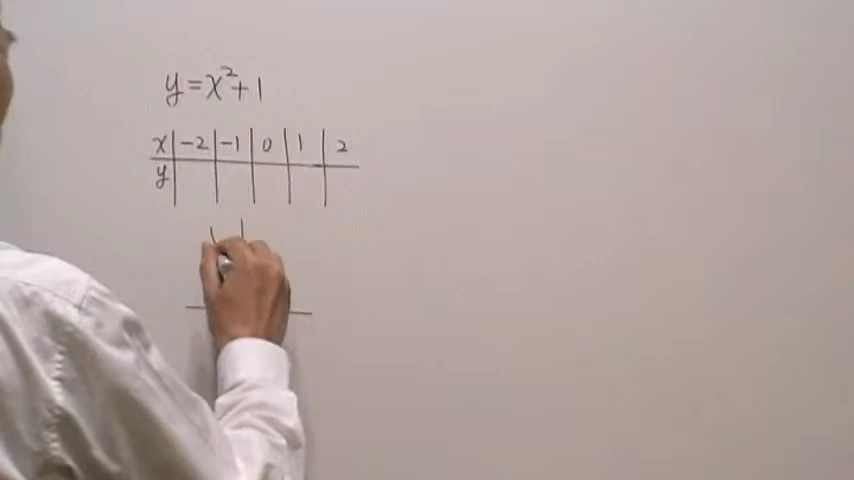 y = x² + 1
x -2 -1 0 1 2
y